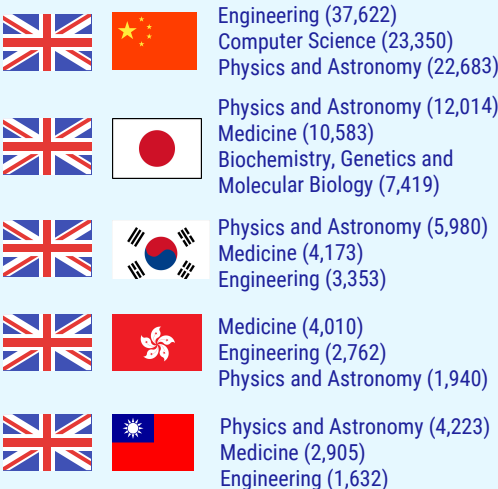 Engineering (37,622)
Computer Science (23,350)
Physics and Astronomy (22,683)
Physics and Astronomy (12,014)
Medicine (10,583)
Biochemistry, Genetics and
Molecular Biology (7,419)
Physics and Astronomy (5,980)
Medicine (4,173)
Engineering (3,353)
Medicine (4,010)
Engineering (2,762)
Physics and Astronomy (1,940)
Physics and Astronomy (4,223)
Medicine (2,905)
Engineering (1,632)